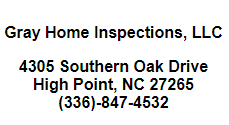 Gray Home Inspections, LLC
4305 Southern Oak Drive
High Point, NC 27265
(336)-847-4532